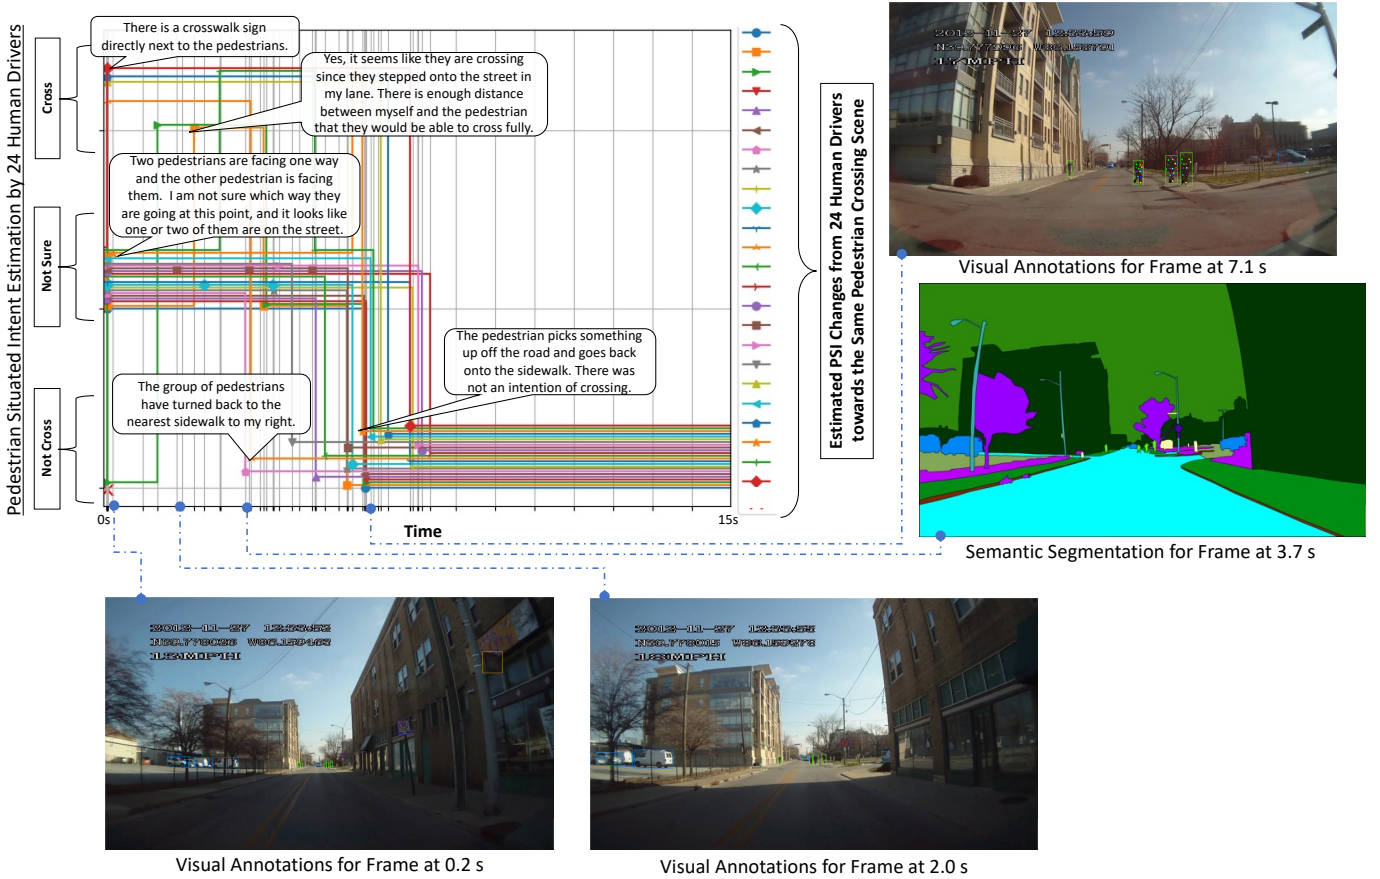 Pedestrian Situated Intent Estimation by 24 Human Drivers
Cross
Not Sure
Not Cross
There is a crosswalk sign
directly next to the pedestrians.
Yes, it seems like they are crossing
since they stepped onto the street in
my lane. There is enough distance
between myself and the pedestrian
that they would be able to cross fully.
Two pedestrians are facing one way
and the other pedestrian is facing
them. I am not sure which way they
are going at this point, and it looks like
one or two of them are on the street.
The pedestrian picks something
up off the road and goes back
onto the sidewalk. There was
not an intention of crossing.
The group of pedestrians
have turned back to the
nearest sidewalk to my right.
0s
15s
Time
Estimated PSI Changes from 24 Human Drivers
towards the Same Pedestrian Crossing Scene
Visual Annotations for Frame at 7.1 s
Semantic Segmentation for Frame at 3.7 s
Visual Annotations for Frame at 0.2 s
Visual Annotations for Frame at 2.0 s